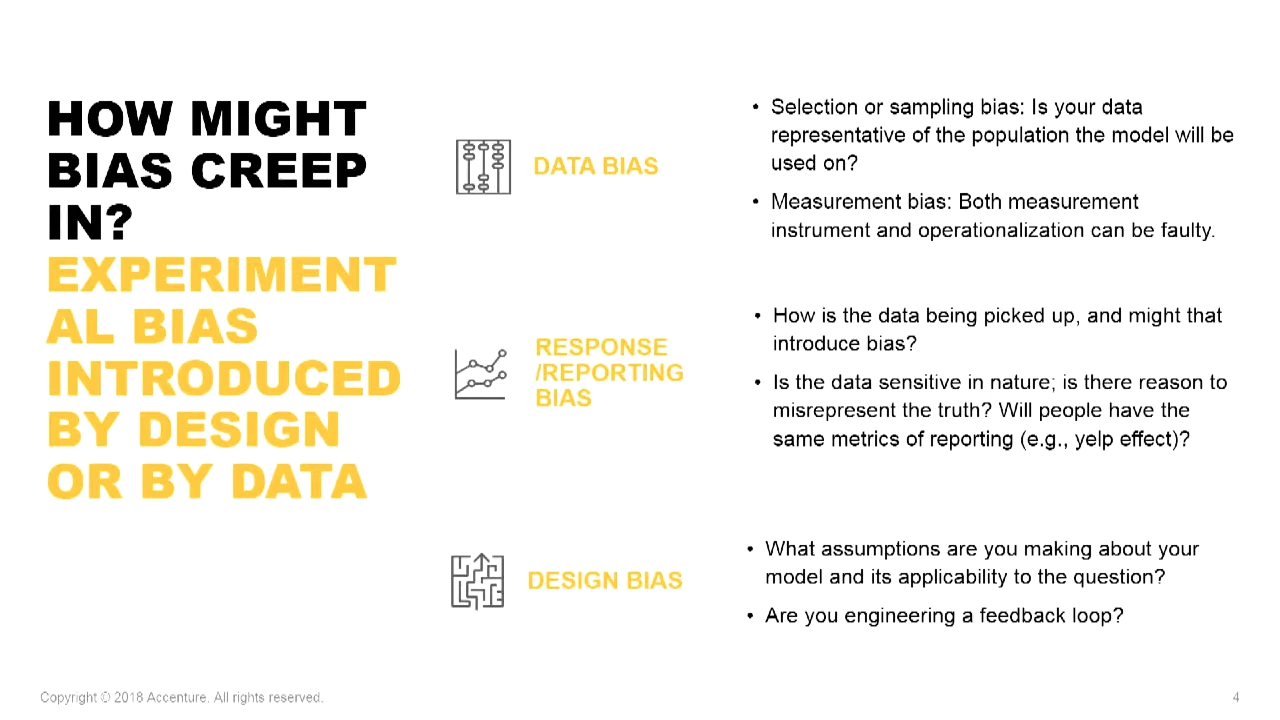 HOW MIGHT
BIAS CREEP
IN?
EXPERIMENT
AL BIAS
INTRODUCED
BY DESIGN
OR BY DATA
DATA BIAS
• Selection or sampling bias: Is your data
representative of the population the model will be
used on?
• Measurement bias: Both measurement
instrument and operationalization can be faulty.
RESPONSE
/REPORTING
BIAS
• How is the data being picked up, and might that
introduce bias?
• Is the data sensitive in nature; is there reason to
misrepresent the truth? Will people have the
same metrics of reporting (e.g., yelp effect)?
DESIGN BIAS
• What assumptions are you making about your
model and its applicability to the question?
• Are you engineering a feedback loop?
Copyright © 2018 Accenture. All rights reserved.
4